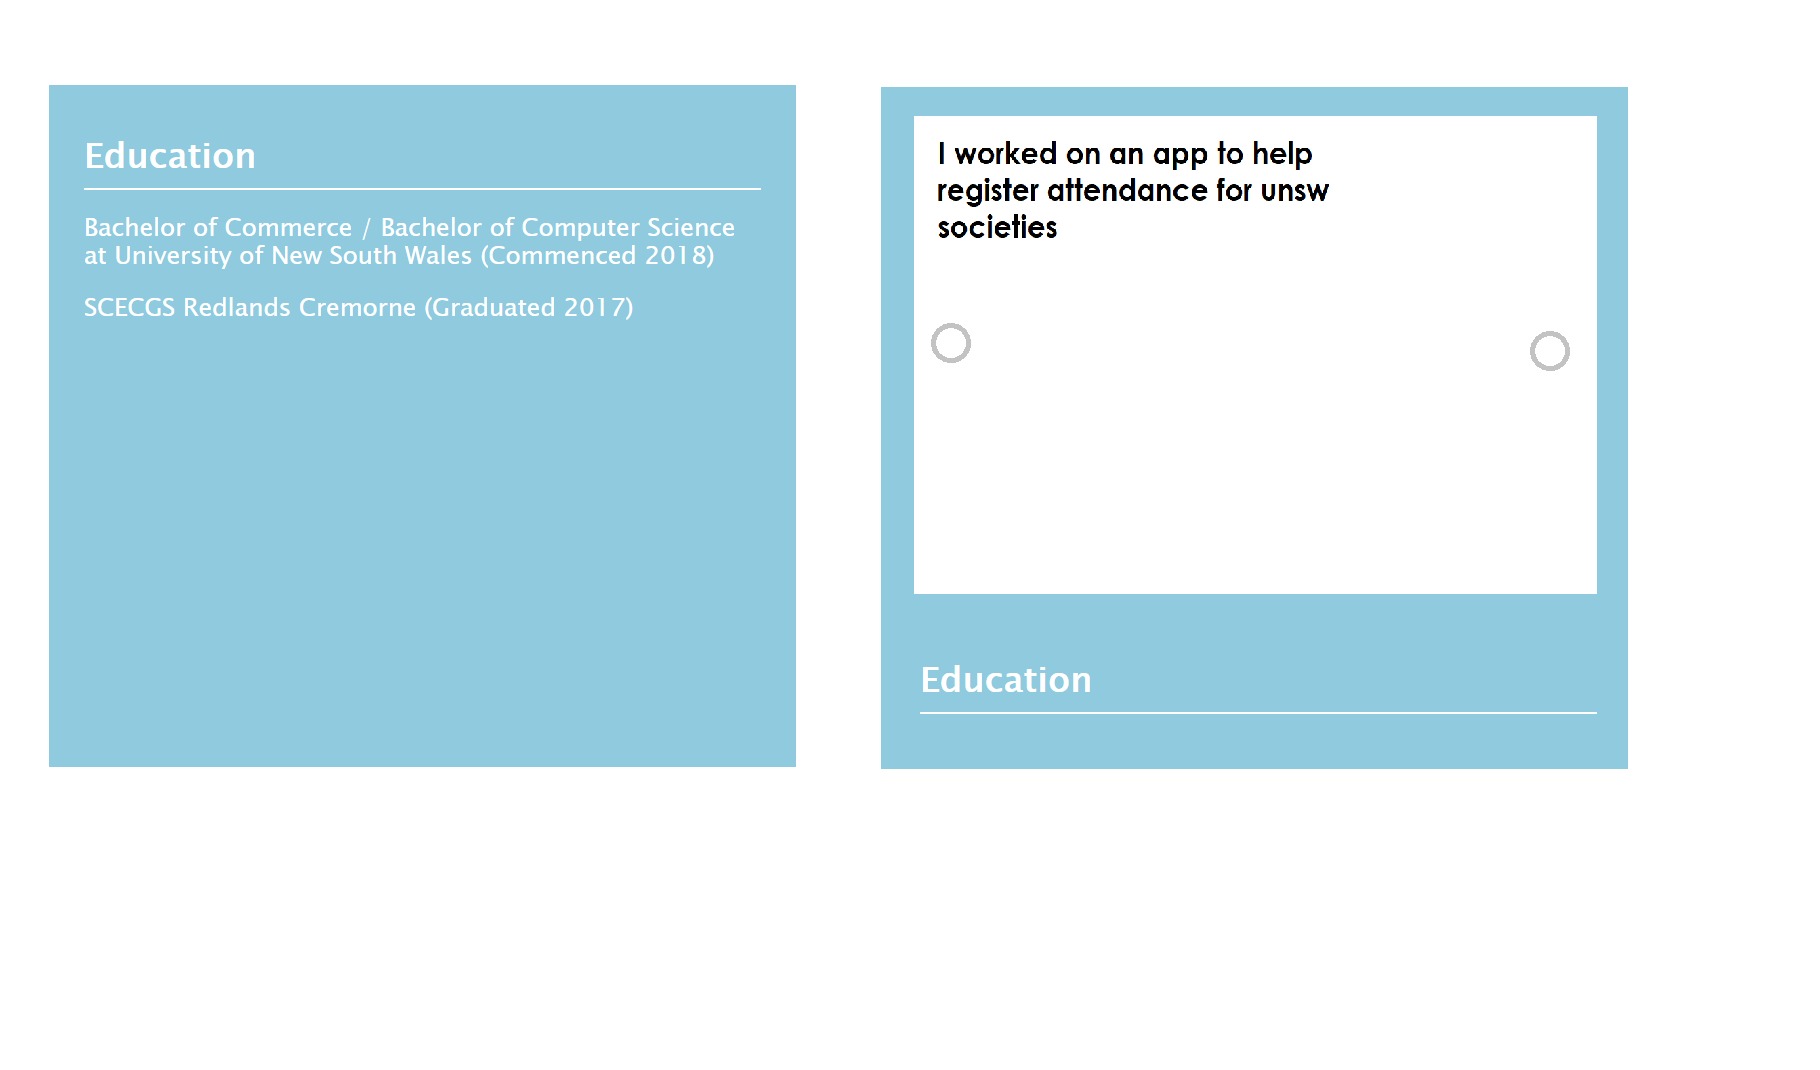 Education
Bachelor of Commerce / Bachelor of Computer Science
at University of New South Wales (Commenced 2018)
SCECGS Redlands Cremorne (Graduated 2017)
I worked on an app to help
register attendance for unsw
societies
Education